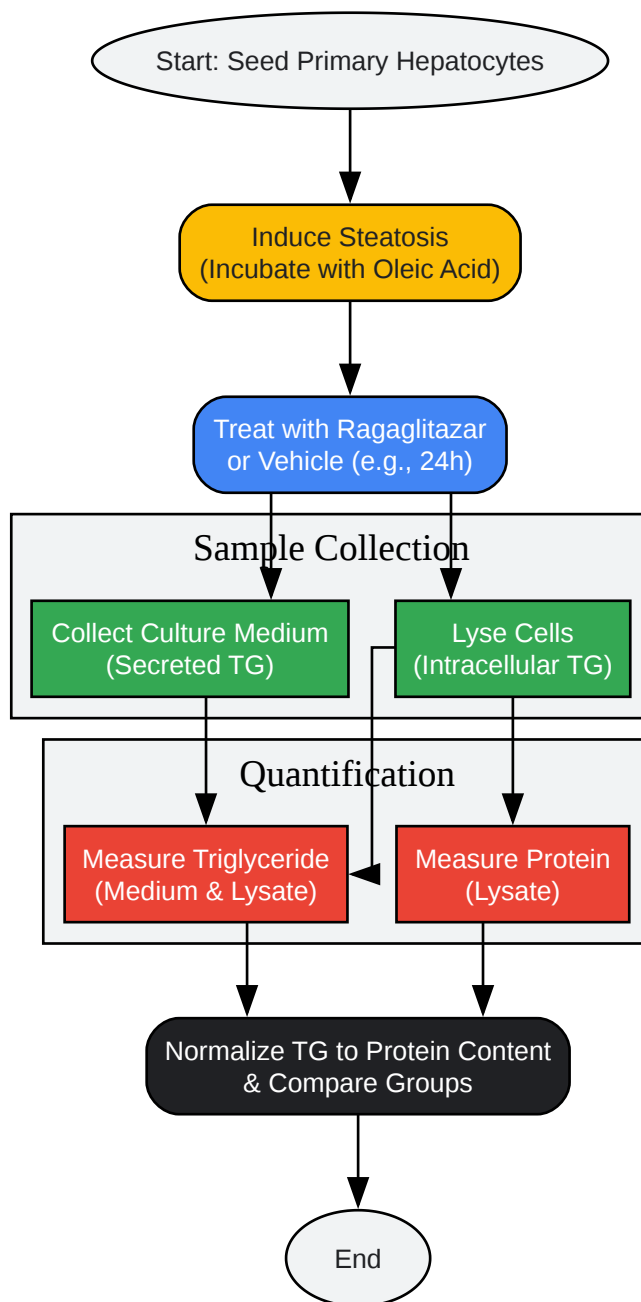 Start: Seed Primary Hepatocytes
Induce Steatosis
(Incubate with Oleic Acid)
Treat with Ragaglitazar
or Vehicle (e.g., 24h)
Sample Collection
Collect Culture Medium
(Secreted TG)
Lyse Cells
(Intracellular TG)
Quantification
Measure Triglyceride
(Medium & Lysate)
Measure Protein
(Lysate)
Normalize TG to Protein Content
& Compare Groups
End